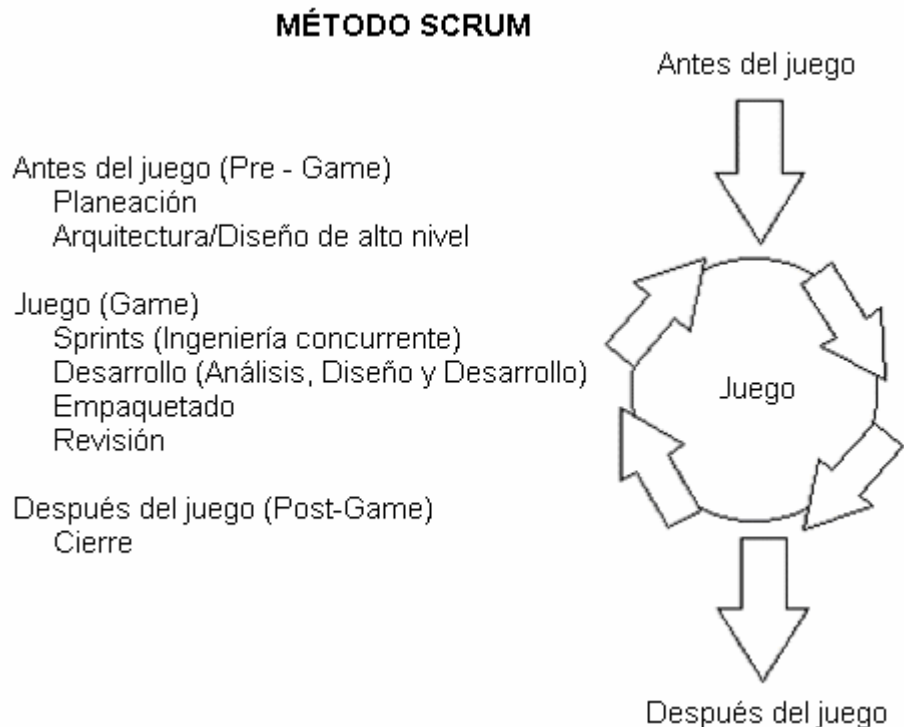 MÉTODO SCRUM
Antes del juego
Antes del juego (Pre - Game)
Planeación
Arquitectura/Diseño de alto nivel
Juego (Game)
Sprints (Ingeniería concurrente)
Desarrollo (Análisis, Diseño y Desarrollo)
Empaquetado
Revisión
Juego
Después del juego (Post-Game)
Cierre
Después del juego